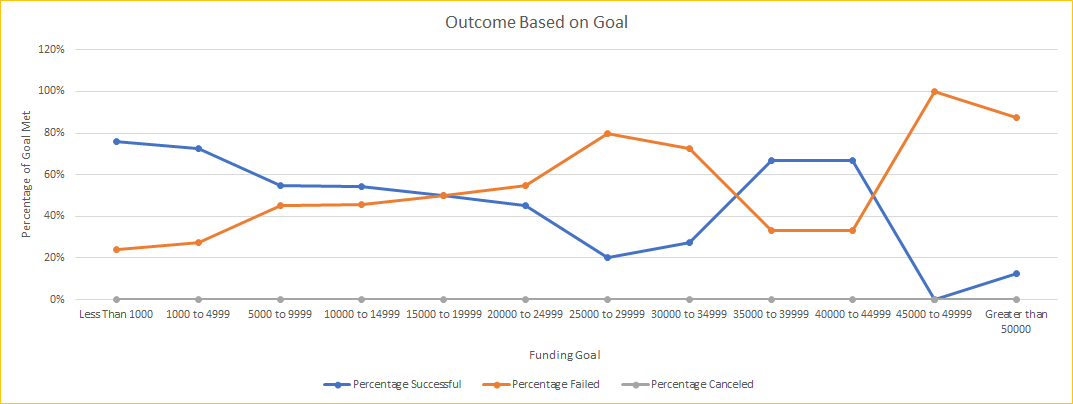 Outcome Based on Goal
120%
100%
80%
60%
40%
20%
0%
Percentage of Goal Met
Less Than 1000 1000 to 4999 5000 to 9999 10000 to 14999 15000 to 19999 20000 to 24999 25000 to 29999 30000 to 34999 35000 to 39999 40000 to 44999 45000 to 49999 Greater than
50000
Funding Goal
Percentage Successful Percentage Failed Percentage Canceled